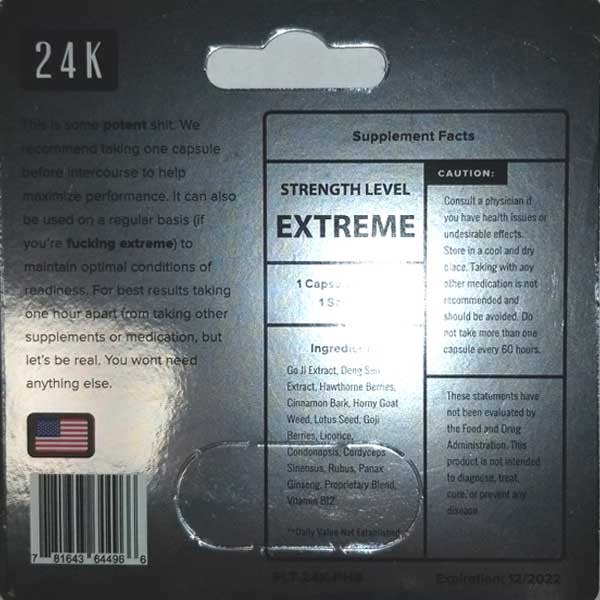 24K
This is some potent shit. We
recommend taking one capsule
before intercourse to help
maximize performance. It can also
be used on a regular basis (if
you're fucking extreme) to
maintain optimal conditions of
readiness. For best results taking
one hour apart from taking other
supplements or medication, but
let's be real. You wont need
anything else.
7 81643 64496 6
Supplement Facts
STRENGTH LEVEL
EXTREME
1
1
Go Ji Extract, Deng Sen
Extract, Hawthorne Berries,
Cinnamon Bark, Horny Goat
Weed, Lotus Seed, Goji
Berries, Licorice,
Condonopsis, Cordyceps
Sinensus, Rubus, Panax
Ginseng, Proprietary Blend,
Vitamin B12
**Daily Value Not Established
CAUTION:
Consult a physician if
you have health issues or
undesirable effects.
Store in a cool and dry
place. Taking with any
other medication is not
recommended and
should be avoided. Do
not take more than one
capsule every 60 hours.
These statements have
not been evaluated by
the Food and Drug
Administration. This
product is not intended
to diagnose, treat,
cure, or prevent any
disease
Expiration: 12/2022